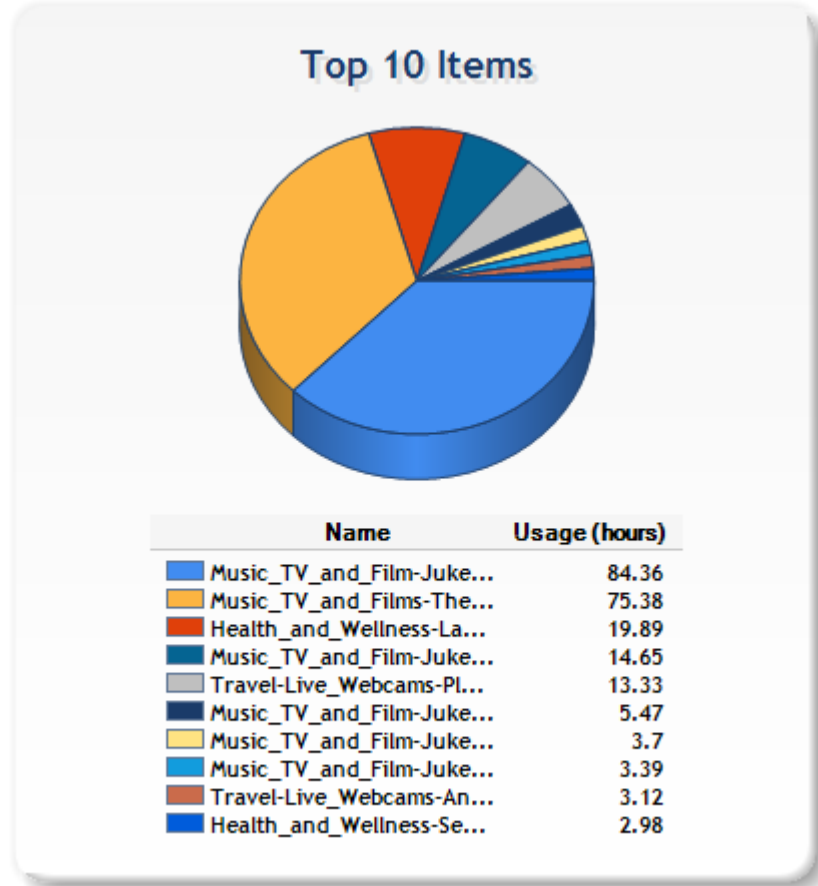 Top 10 Items
Name Usage (hours)
Music_TV_and_Film-Juke... 84.36
Music_TV_and_Films-The... 75.38
Health_and_Wellness-La... 19.89
Music_TV_and_Film-Juke... 14.65
Travel-Live_Webcams-Pl... 13.33
Music_TV_and_Film-Juke... 5.47
Music_TV_and_Film-Juke... 3.7
Music_TV_and_Film-Juke... 3.39
Travel-Live_Webcams-An... 3.12
Health_and_Wellness-Se... 2.98